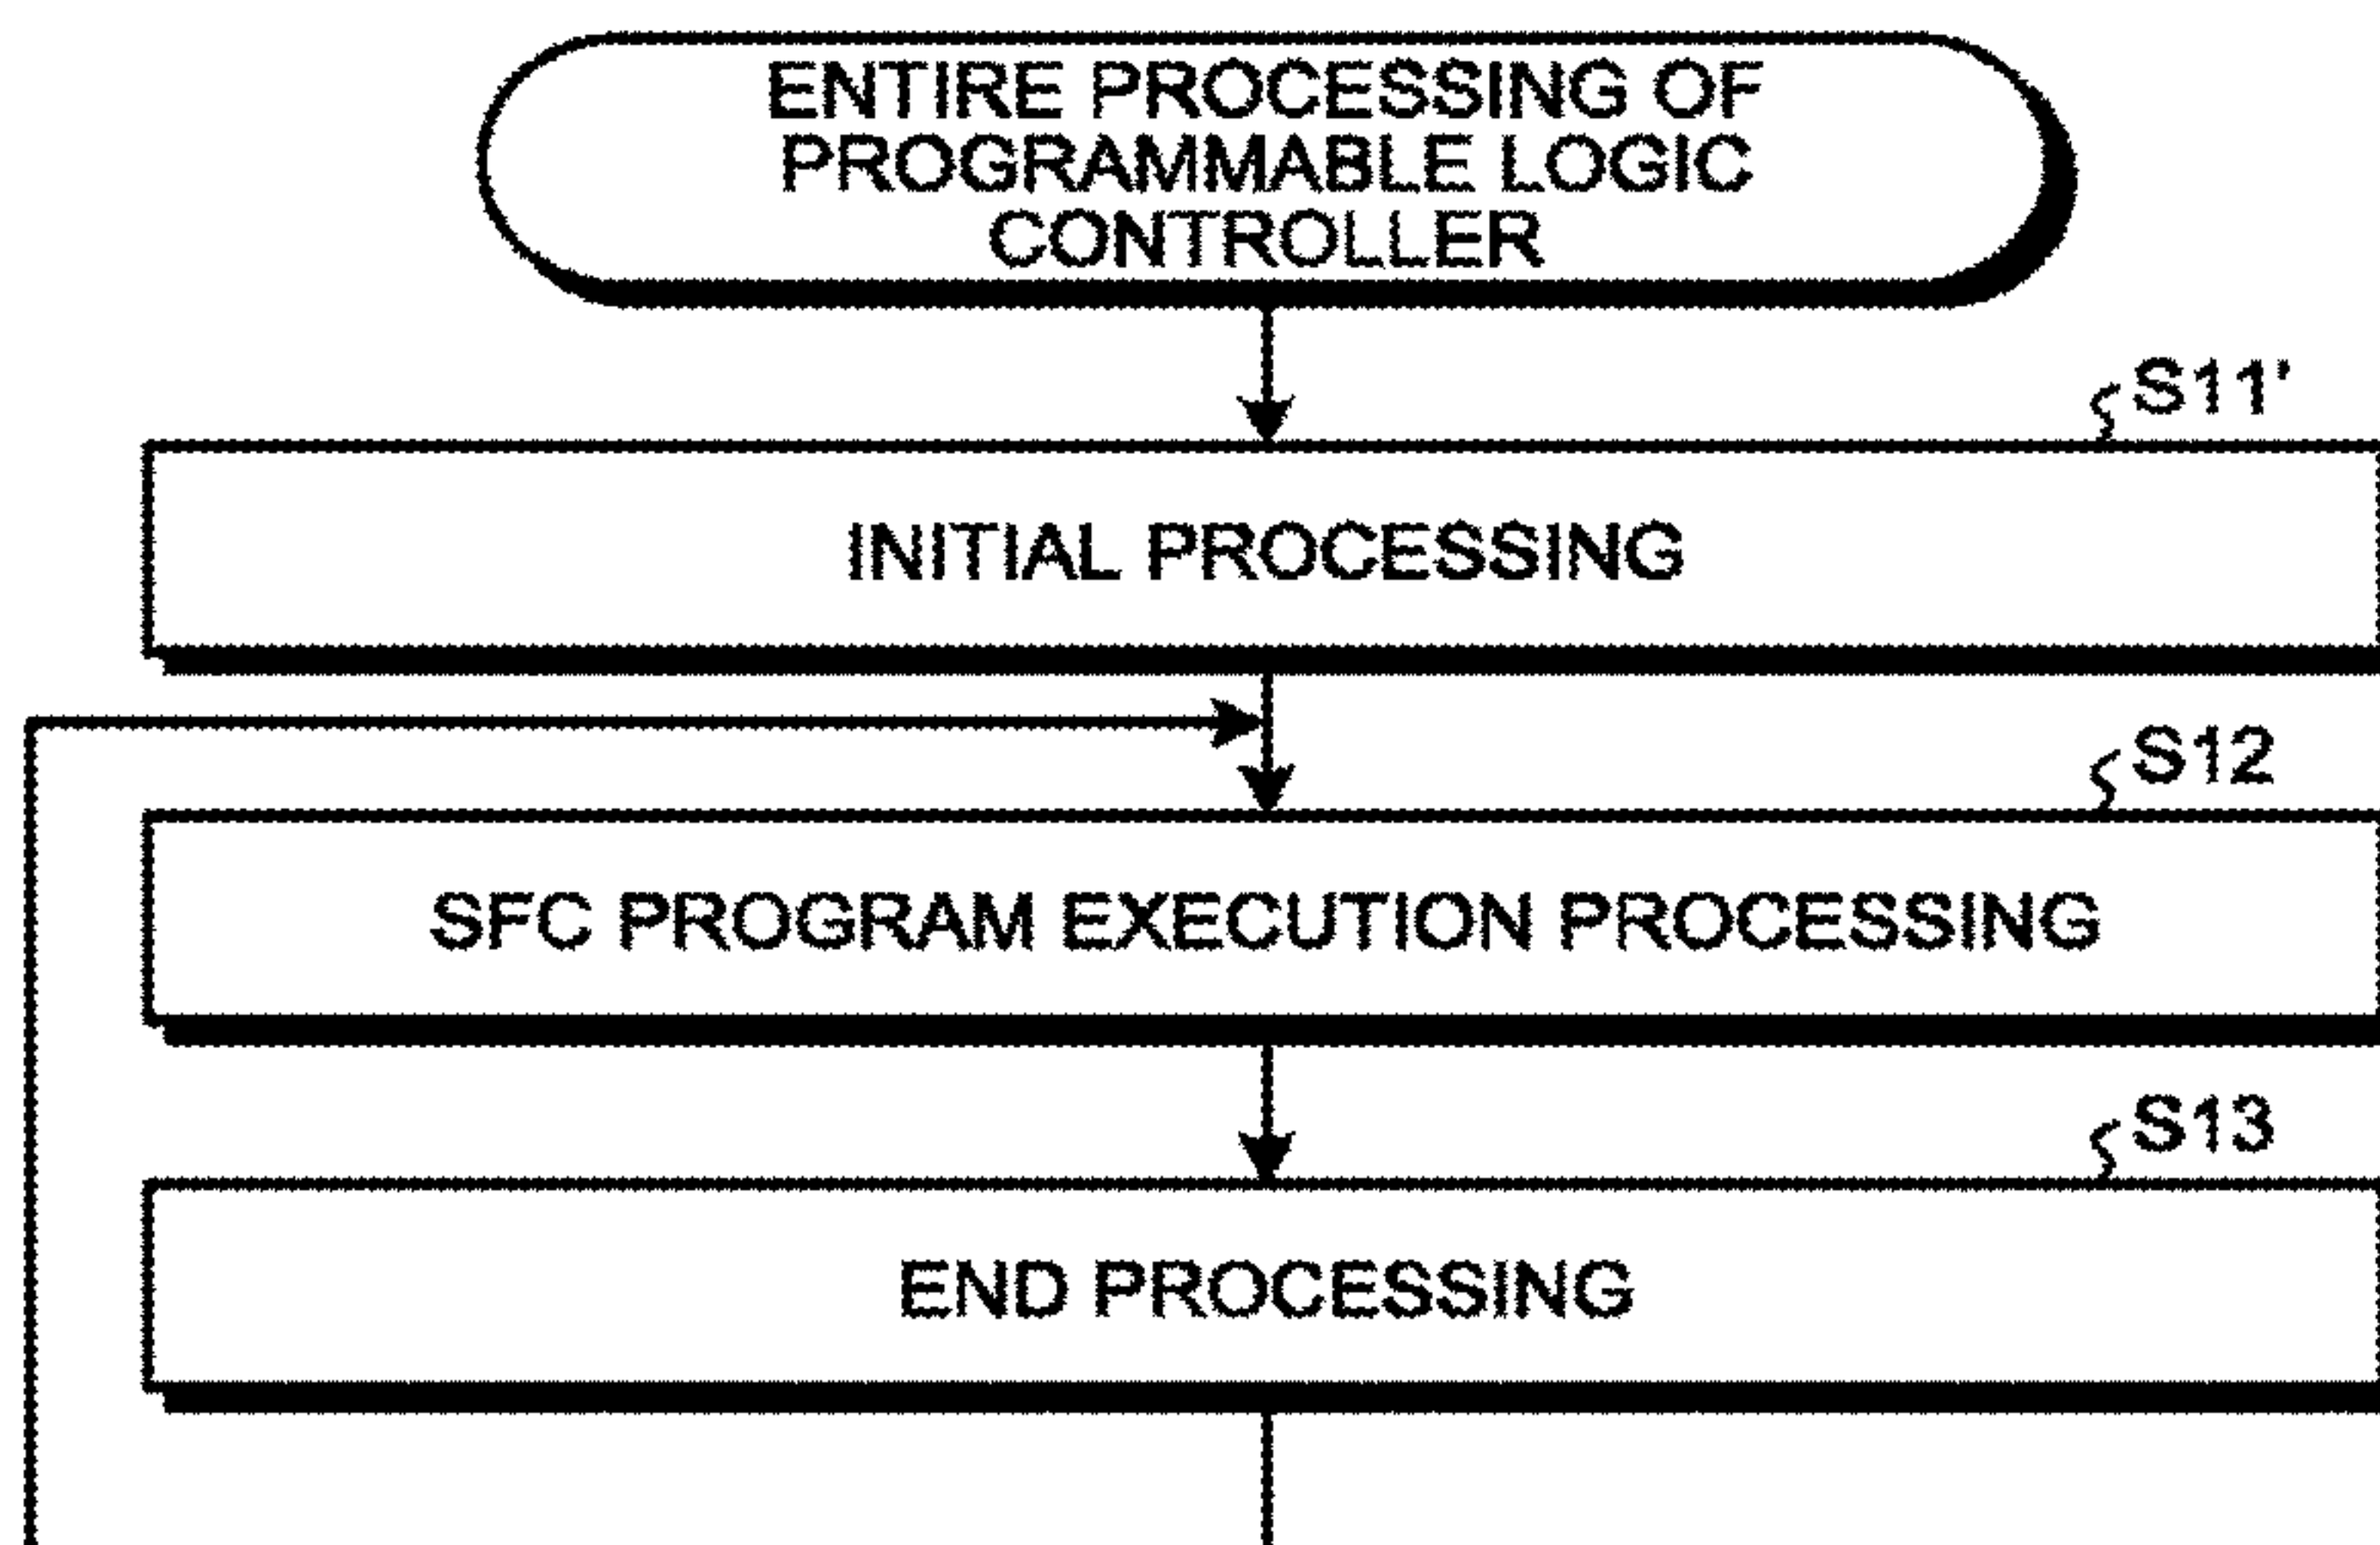 ENTIRE PROCESSING OF
PROGRAMMABLE LOGIC
CONTROLLER
S11'
INITIAL PROCESSING
S12
SFC PROGRAM EXECUTION PROCESSING
S13
END PROCESSING